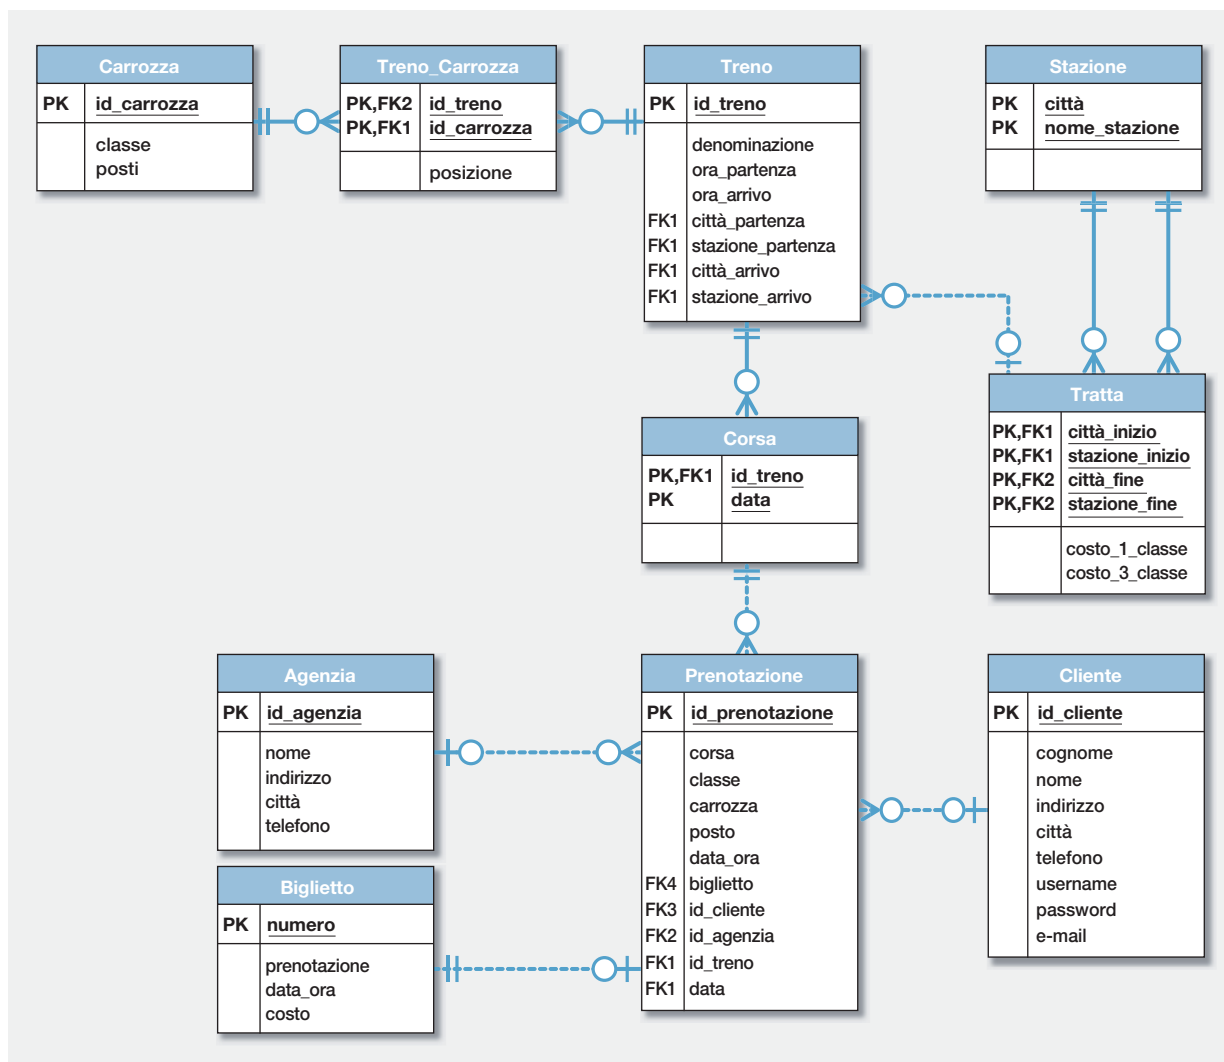 Carrozza
PK id_carrozza
classe
posti
Treno_Carrozza
PK,FK2 id_treno
PK,FK1 id_carrozza
posizione
Treno
PK id_treno
denominazione
ora_partenza
ora_arrivo
FK1 città_partenza
FK1 stazione_partenza
FK1 città_arrivo
FK1 stazione_arrivo
Stazione
PK città
PK nome_stazione
Corsa
PK,FK1 id_treno
PK data
Tratta
PK,FK1 città_inizio
PK,FK1 stazione_inizio
PK,FK2 città_fine
PK,FK2 stazione_fine
costo_1_classe
costo_3_classe
Agenzia
PK id_agenzia
nome
indirizzo
città
telefono
Prenotazione
PK id_prenotazione
corsa
classe
carrozza
posto
data_ora
FK4 biglietto
FK3 id_cliente
FK2 id_agenzia
FK1 id_treno
FK1 data
Cliente
PK id_cliente
cognome
nome
indirizzo
città
telefono
username
password
e-mail
Biglietto
PK numero
prenotazione
data_ora
costo